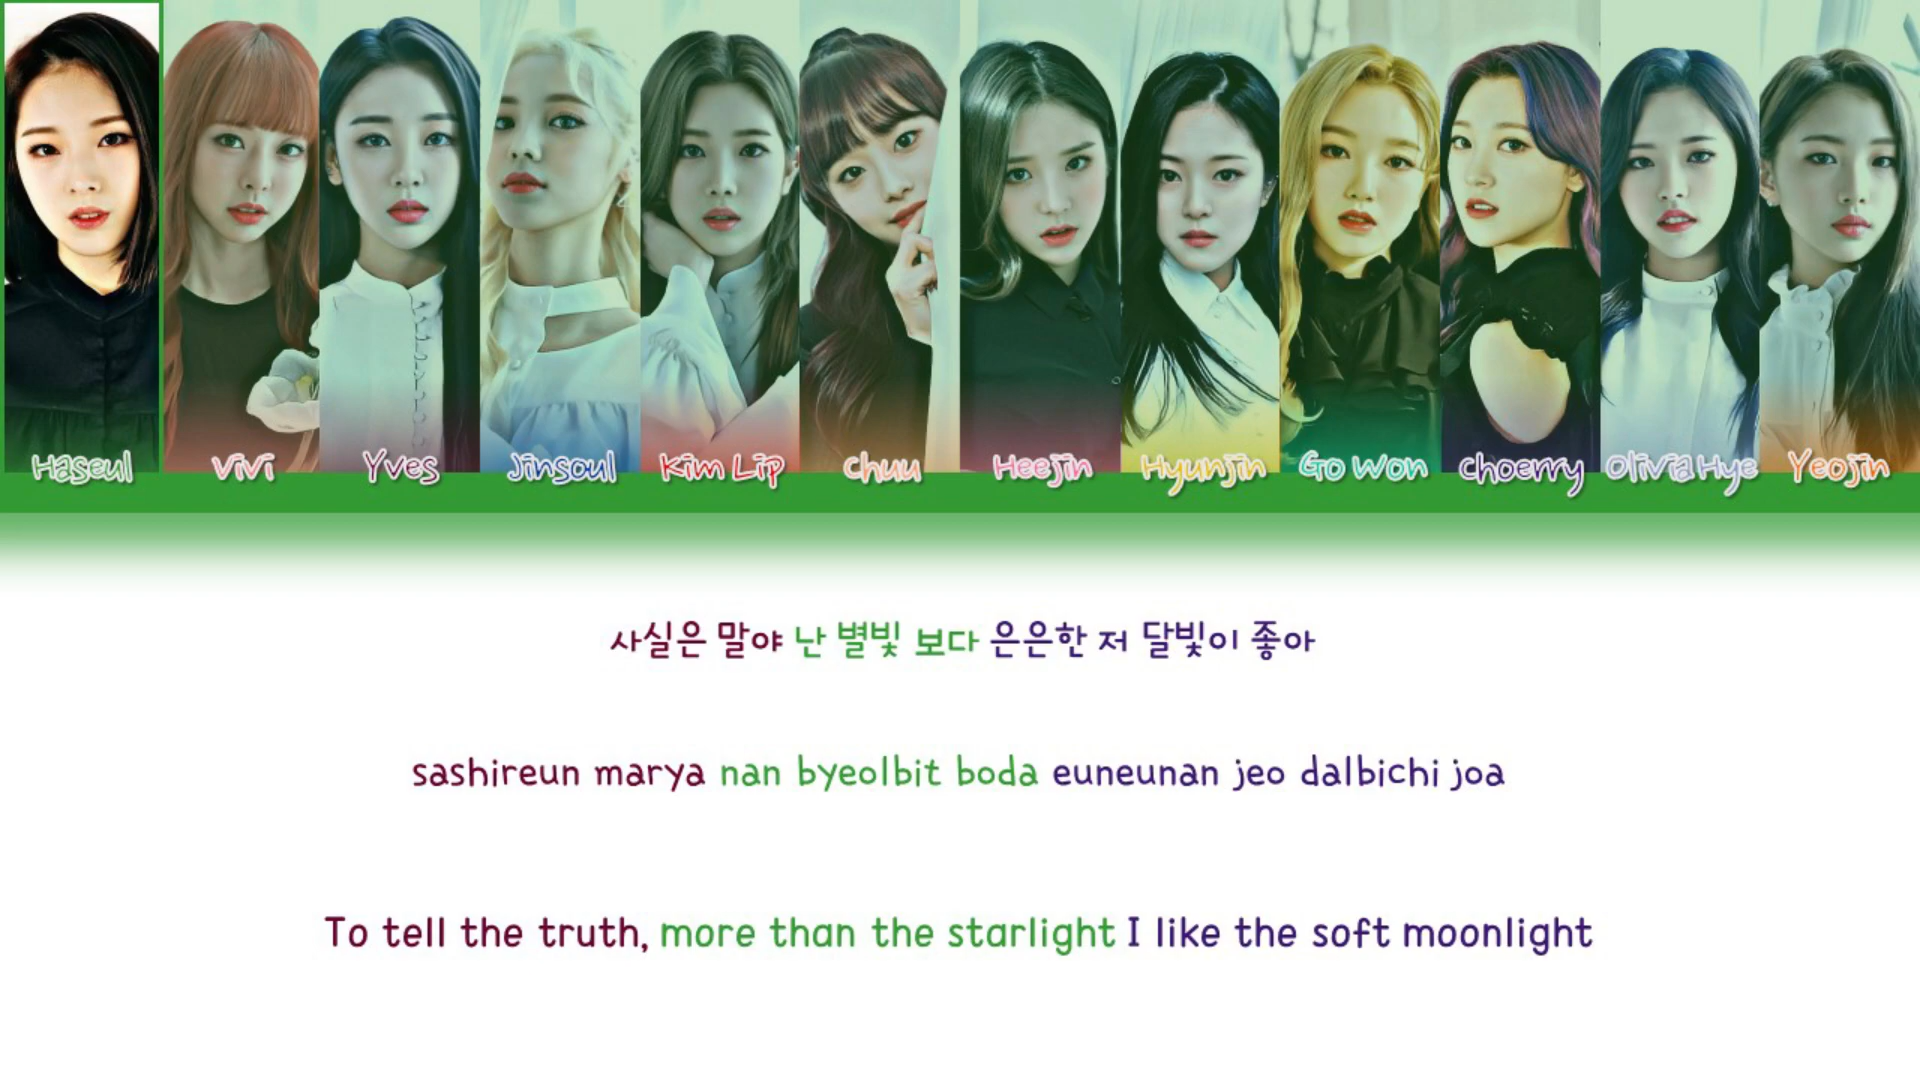 Haseul ViVi Yves Jinsoul Kim Lip Chuu Heejin Hyunjin Go Won Choerry Olivia Hye Yeojin
사실은 말야 난 별빛 보다 은은한 저 달빛이 좋아
sashireun marya nan byeolbit boda euneunan jeo dalbichi joa
To tell the truth, more than the starlight I like the soft moonlight